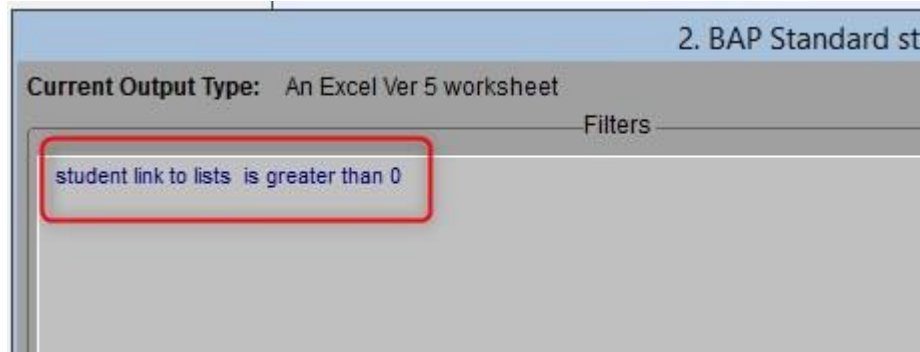 2. BAP Standard st
Current Output Type: An Excel Ver 5 worksheet
Filters
student link to lists is greater than 0